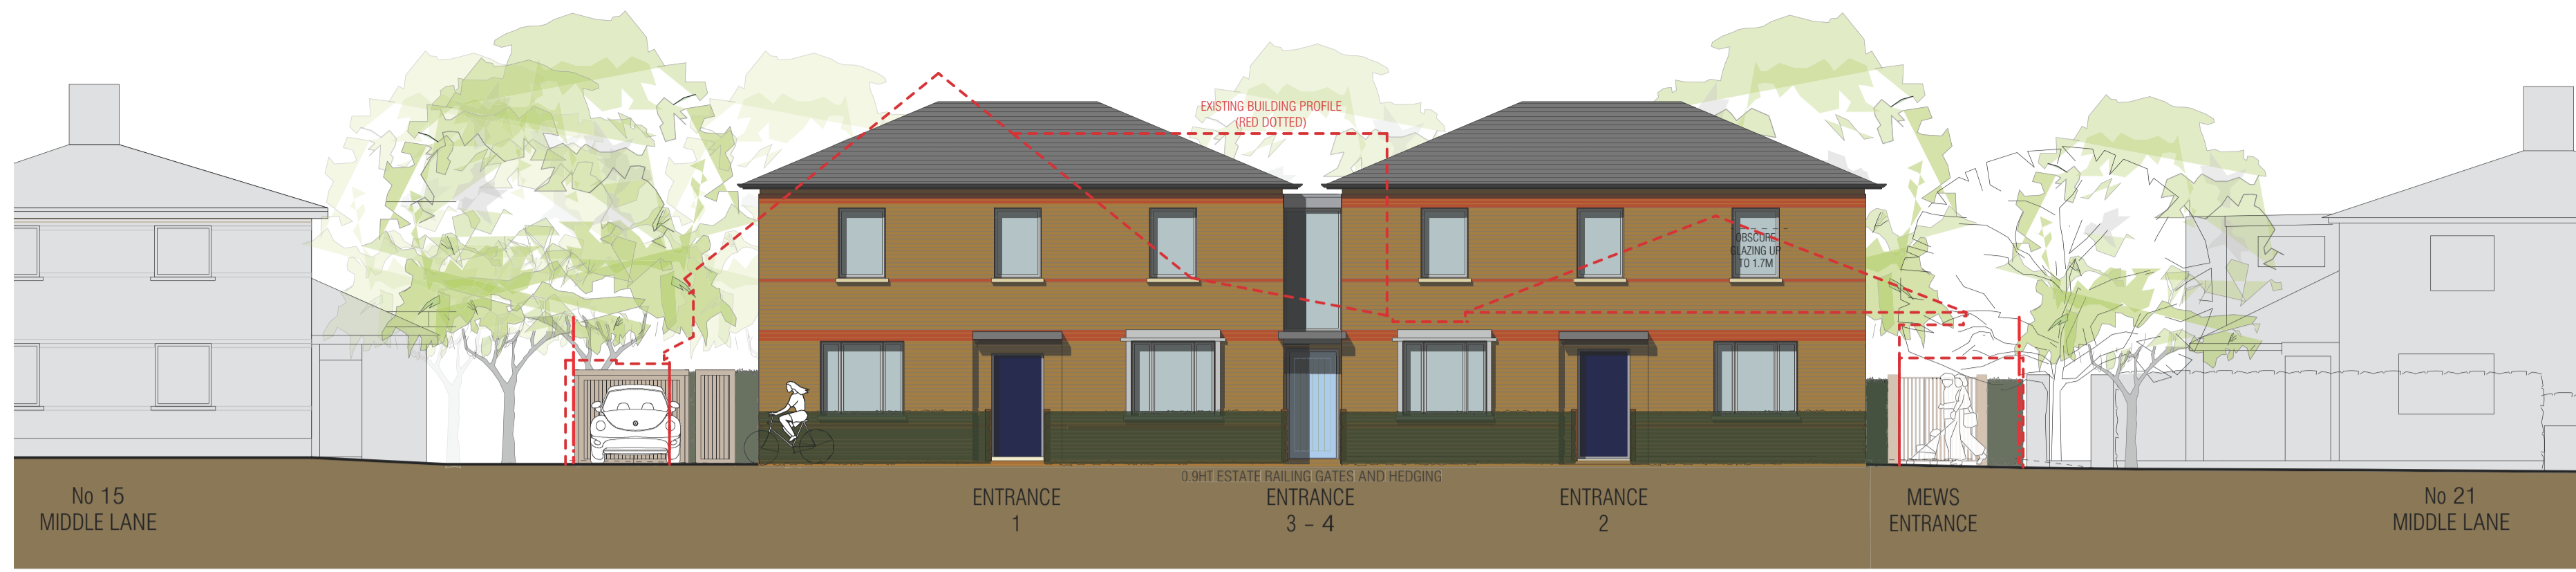 EXISTING BUILDING PROFILE
(RED DOTTED)
OBSCURE
GLAZING UP
TO 1.7M
0.9HT ESTATE RAILING GATES AND HEDGING
No 15
MIDDLE LANE
ENTRANCE
1
ENTRANCE
3 – 4
ENTRANCE
2
MEWS
ENTRANCE
No 21
MIDDLE LANE